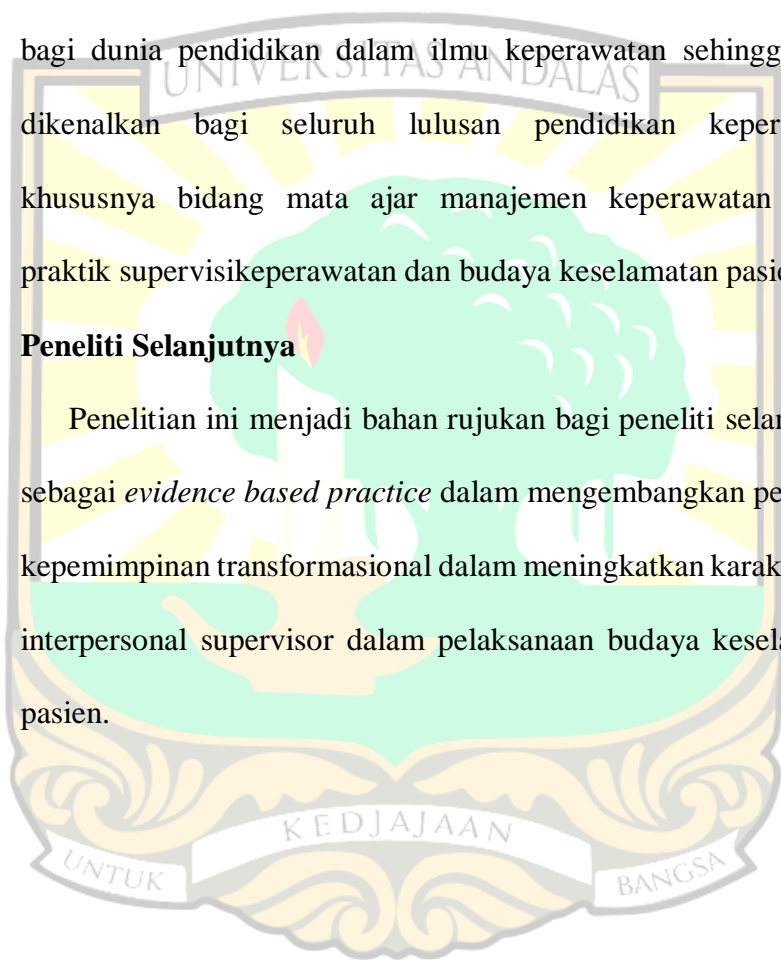 UNIVERSITAS ANDALAS
bagi dunia pendidikan dalam ilmu keperawatan sehingg
dikenalkan bagi seluruh lulusan pendidikan keper
khususnya bidang mata ajar manajemen keperawatan
praktik supervisikeperawatan dan budaya keselamatan pasie
Peneliti Selanjutnya
Penelitian ini menjadi bahan rujukan bagi peneliti selan
sebagai evidence based practice dalam mengembangkan pe
kepemimpinan transformasional dalam meningkatkan karak
interpersonal supervisor dalam pelaksanaan budaya kesela
pasien.
UNTUK KEDJAJAAN BANGSA